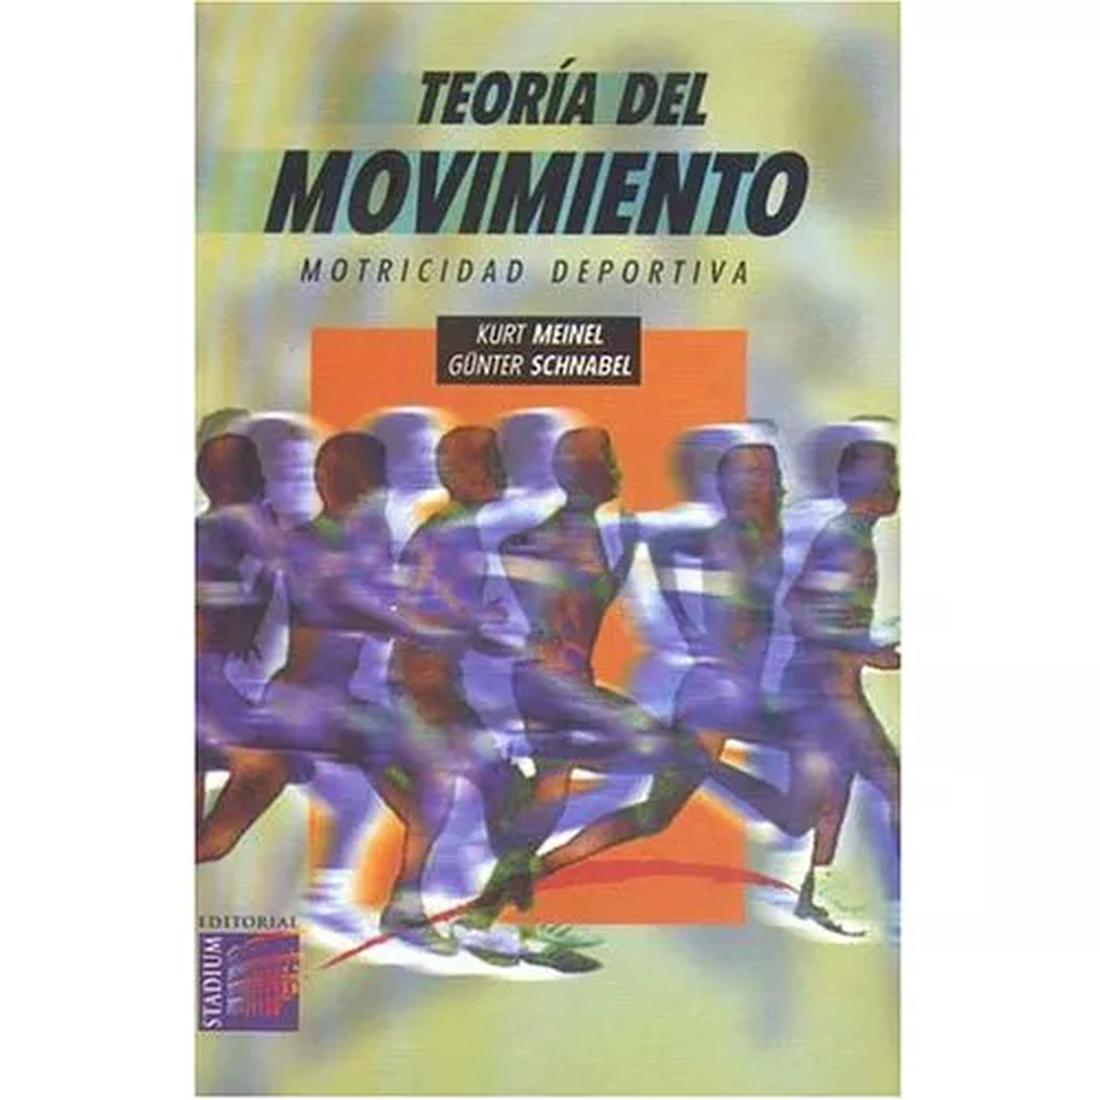 TEORÍA DEL
MOVIMIENTO
MOTRICIDAD DEPORTIVA
KURT MEINEL
GÜNTER SCHNABEL
EDITORIAL
STADIUM